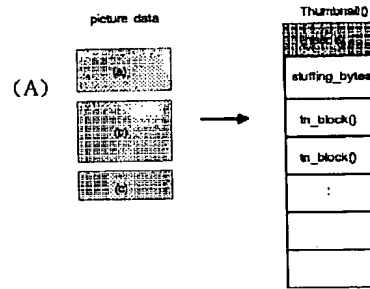 picture data
Thumbnail()
(A)
(a)
stuffing_bytes
(b)
tn_block()
tn_block()
:
(c)